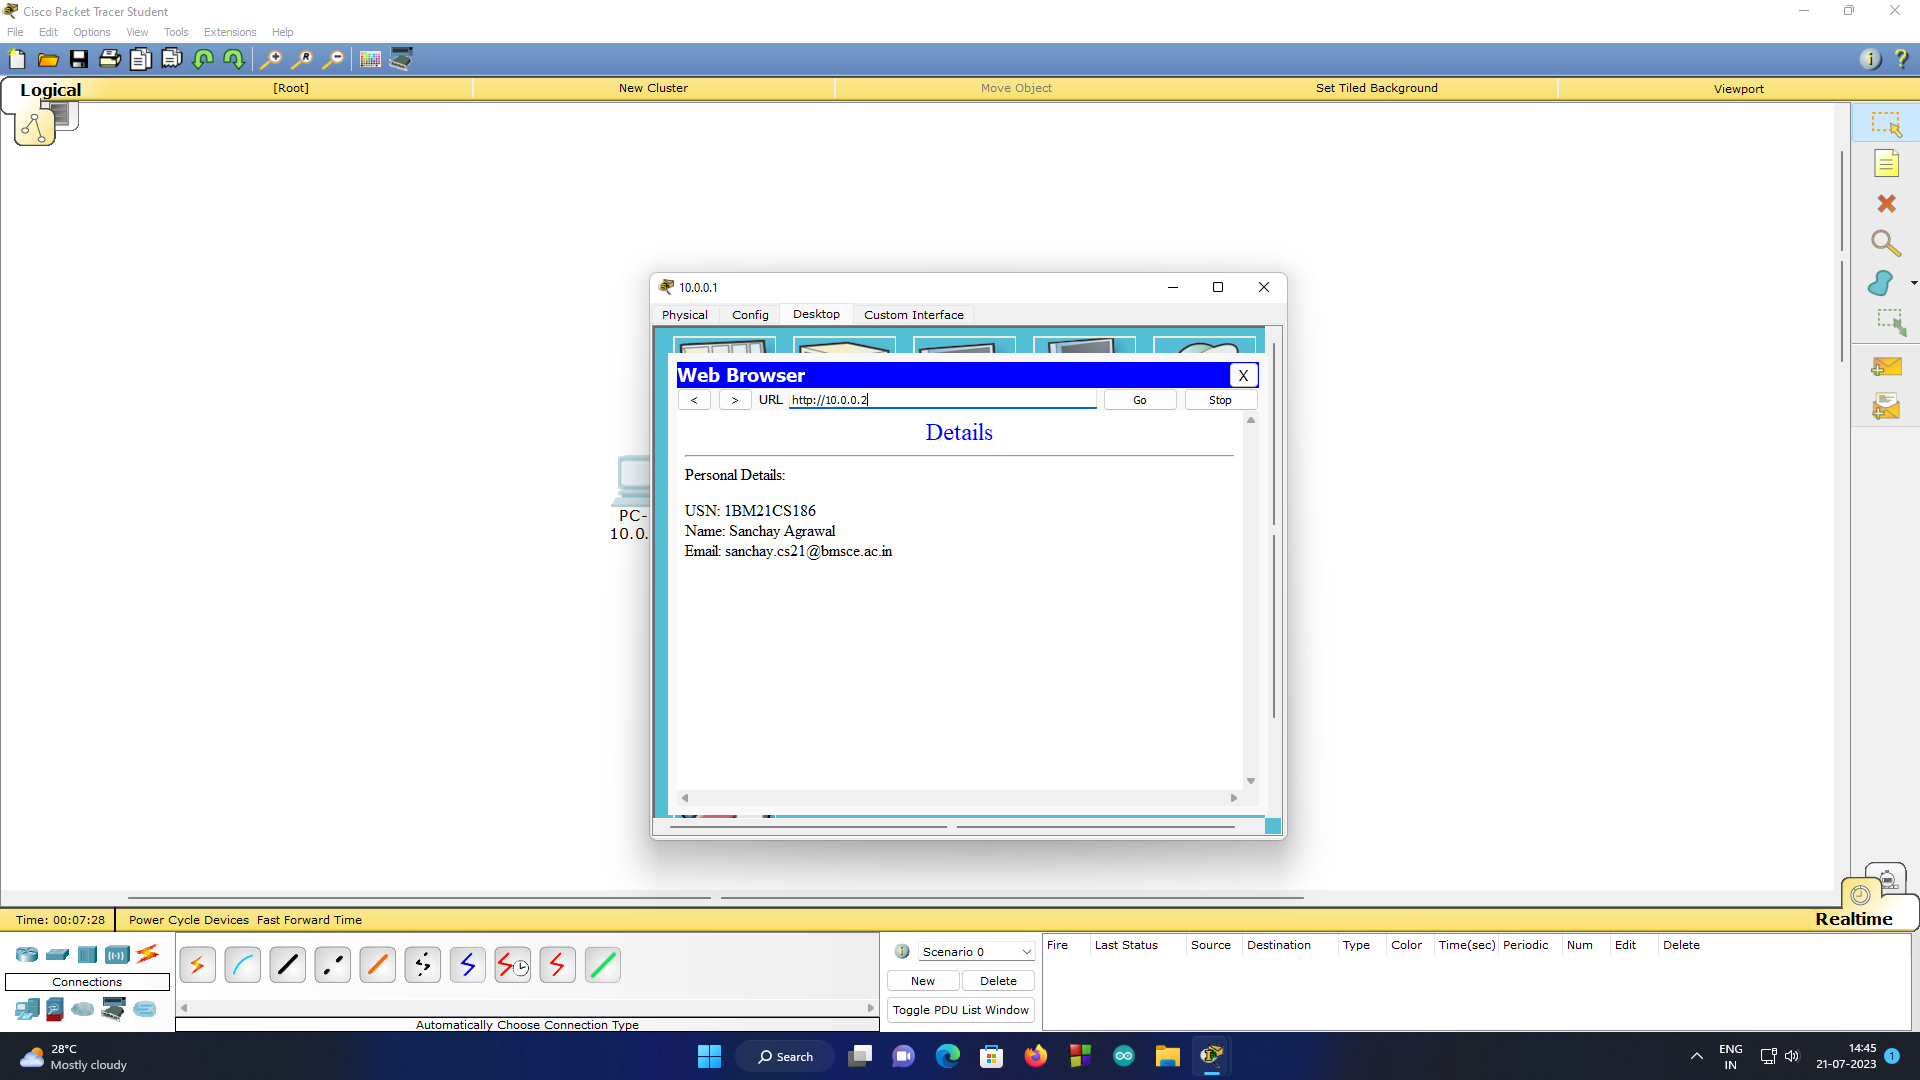 Cisco Packet Tracer Student
File Edit Options View Tools Extensions Help
Logical [Root] New Cluster Move Object Set Tiled Background Viewport
10.0.0.1
Physical Config Desktop Custom Interface
Web Browser X
< > URL http://10.0.0.2 Go Stop
Details
Personal Details:
USN: 1BM21CS186
Name: Sanchay Agrawal
Email: sanchay.cs21@bmsce.ac.in
PC-
10.0.
Time: 00:07:28 Power Cycle Devices Fast Forward Time Realtime
Connections
Automatically Choose Connection Type
Scenario 0
New Delete
Toggle PDU List Window
Fire Last Status Source Destination Type Color Time(sec) Periodic Num Edit Delete
28°C
Mostly cloudy
Search
ENG
IN
14:45
21-07-2023
1